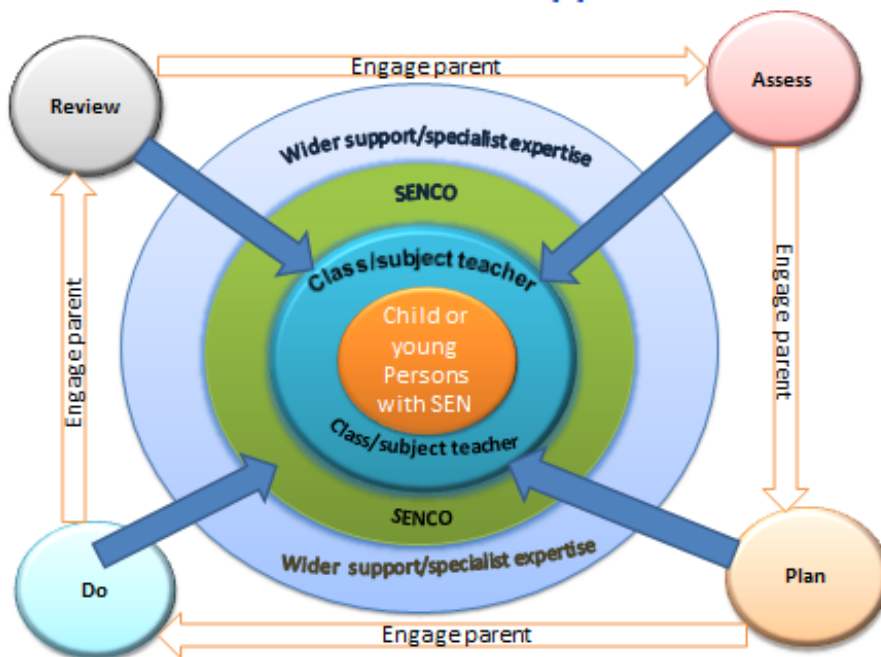 Engage parent
Review
Assess
Wider support/specialist expertise
SENCO
Class/subject teacher
Child or
young
Persons
with SEN
Class/subject teacher
SENCO
Wider support/specialist expertise
Engage parent
Engage parent
Do
Plan
Engage parent